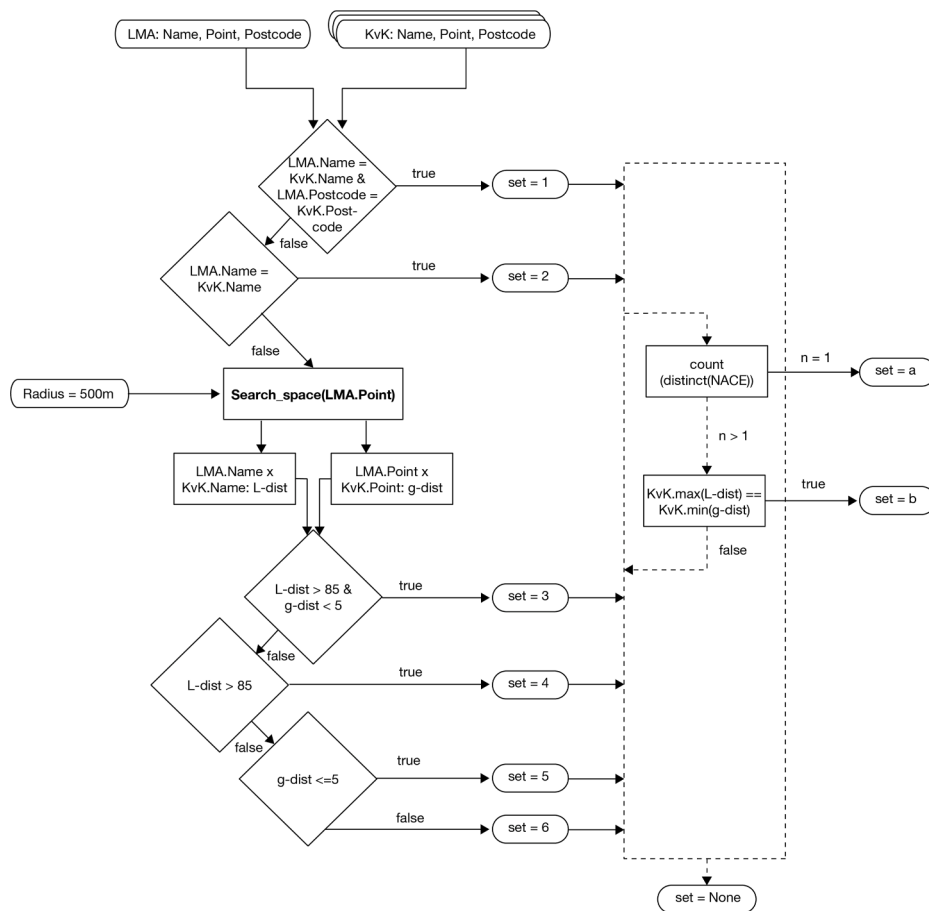 LMA: Name, Point, Postcode
KvK: Name, Point, Postcode
LMA.Name =
KvK.Name &
LMA.Postcode =
KvK.Post-
code
true
set = 1
false
LMA.Name =
KvK.Name
true
set = 2
false
count
(distinct(NACE))
n = 1
set = a
Radius = 500m
Search_space(LMA.Point)
n > 1
LMA.Name x
KvK.Name: L-dist
LMA.Point x
KvK.Point: g-dist
KvK.max(L-dist) ==
KvK.min(g-dist)
true
set = b
false
L-dist > 85 &
g-dist < 5
true
set = 3
false
L-dist > 85
true
set = 4
false
g-dist <=5
true
set = 5
false
set = 6
set = None